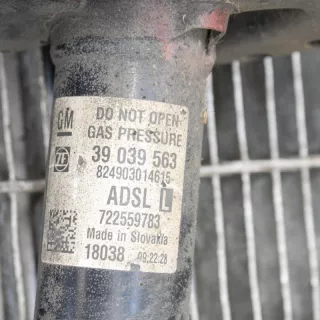 GM
DO NOT OPEN
GAS PRESSURE
ZF
39 039 563
824903014615
ADSL L
722559783
Made in Slovakia
18038 09:22:28